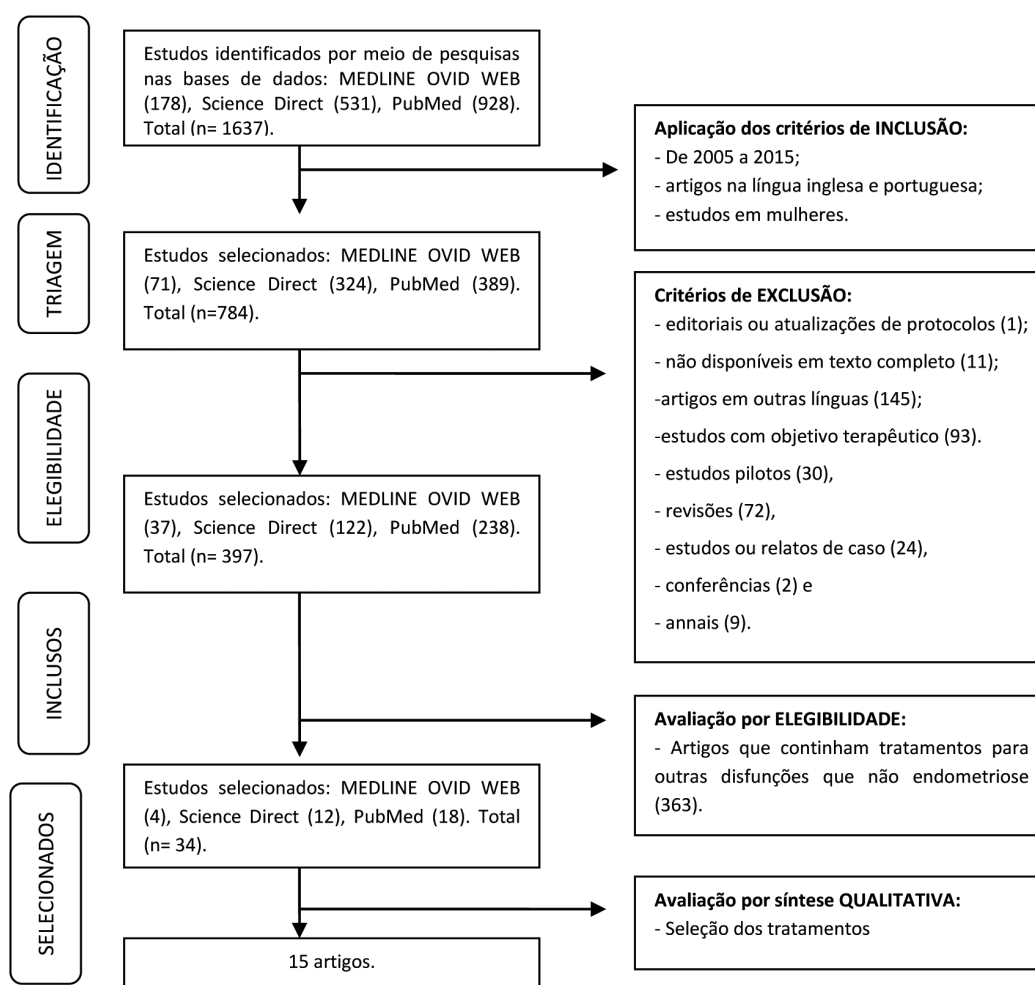 IDENTIFICAÇÃO
Estudos identificados por meio de pesquisas
nas bases de dados: MEDLINE OVID WEB
(178), Science Direct (531), PubMed (928).
Total (n= 1637).
Aplicação dos critérios de INCLUSÃO:
- De 2005 a 2015;
- artigos na língua inglesa e portuguesa;
- estudos em mulheres.
TRIAGEM
Estudos selecionados: MEDLINE OVID WEB
(71), Science Direct (324), PubMed (389).
Total (n=784).
Critérios de EXCLUSÃO:
- editoriais ou atualizações de protocolos (1);
- não disponíveis em texto completo (11);
-artigos em outras línguas (145);
-estudos com objetivo terapêutico (93).
- estudos pilotos (30),
- revisões (72),
- estudos ou relatos de caso (24),
- conferências (2) e
- annais (9).
ELEGIBILIDADE
Estudos selecionados: MEDLINE OVID WEB
(37), Science Direct (122), PubMed (238).
Total (n= 397).
INCLUSOS
Avaliação por ELEGIBILIDADE:
- Artigos que continham tratamentos para
outras disfunções que não endometriose
(363).
Estudos selecionados: MEDLINE OVID WEB
(4), Science Direct (12), PubMed (18). Total
(n= 34).
SELECIONADOS
Avaliação por síntese QUALITATIVA:
- Seleção dos tratamentos
15 artigos.